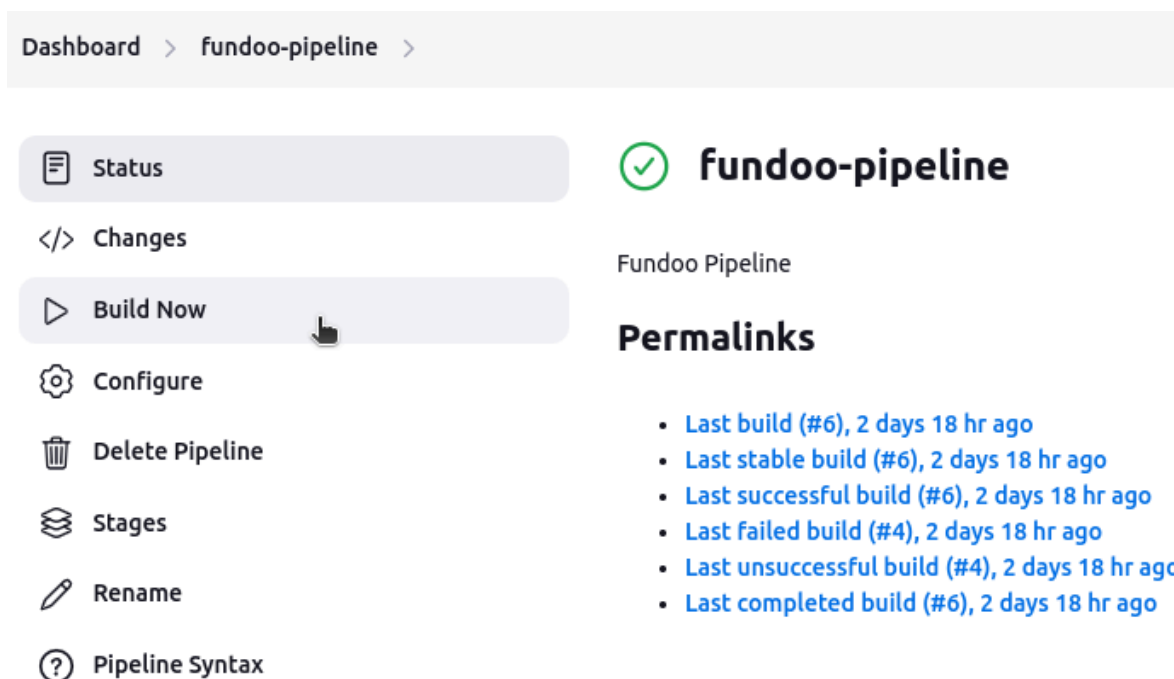 Dashboard > fundoo-pipeline >
Status
Changes
Build Now
Configure
Delete Pipeline
Stages
Rename
Pipeline Syntax
fundoo-pipeline
Fundoo Pipeline
Permalinks
• Last build (#6), 2 days 18 hr ago
• Last stable build (#6), 2 days 18 hr ago
• Last successful build (#6), 2 days 18 hr ago
• Last failed build (#4), 2 days 18 hr ago
• Last unsuccessful build (#4), 2 days 18 hr ago
• Last completed build (#6), 2 days 18 hr ago